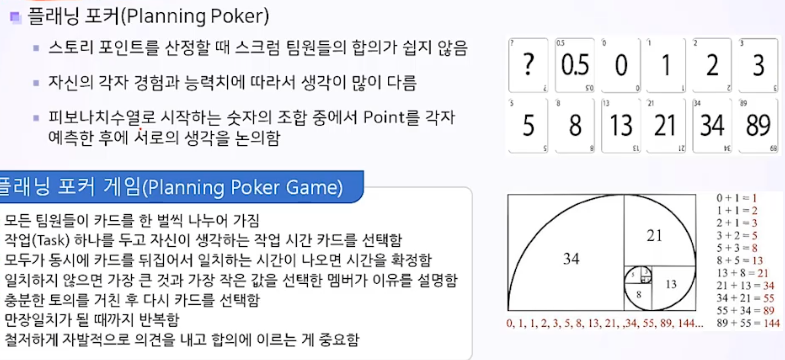 플래닝 포커(Planning Poker)
스토리 포인트를 산정할 때 스크럼 팀원들의 합의가 쉽지 않음
자신의 각자 경험과 능력치에 따라서 생각이 많이 다름
피보나치수열로 시작하는 숫자의 조합 중에서 Point를 각자
예측한 후에 서로의 생각을 논의함
? 0.5 0 1 2 3
5 8 13 21 34 89
플래닝 포커 게임(Planning Poker Game)
모든 팀원들이 카드를 한 벌씩 나누어 가짐
작업(Task) 하나를 두고 자신이 생각하는 작업 시간 카드를 선택함
모두가 동시에 카드를 뒤집어서 일치하는 시간이 나오면 시간을 확정함
일치하지 않으면 가장 큰 것과 가장 작은 값을 선택한 멤버가 이유를 설명함
충분한 토의를 거친 후 다시 카드를 선택함
만장일치가 될 때까지 반복함
철저하게 자발적으로 의견을 내고 합의에 이르는 게 중요함
34
21
13
8
5
0, 1, 1, 2, 3, 5, 8, 13, 21, ,34, 55, 89, 144...
0 + 1 = 1
1 + 1 = 2
2 + 1 = 3
3 + 2 = 5
5 + 3 = 8
8 + 5 = 13
13 + 8 = 21
21 + 13 = 34
34 + 21 = 55
55 + 34 = 89
89 + 55 = 144